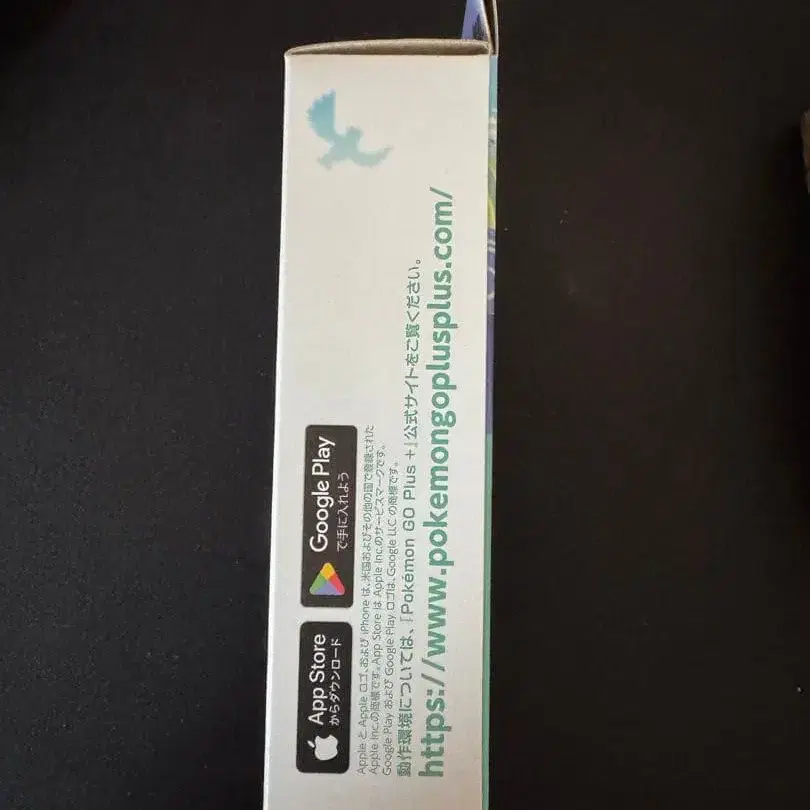 App Store
からダウンロード
Google Play
で手に入れよう
Apple と Apple ロゴ、および iPhone は、米国およびその他の国で登録された
Apple Inc.の商標です。App Store は Apple Inc.のサービスマークです。
Google Play および Google Play ロゴは、Google LLC の商標です。
動作環境については、『Pokémon GO Plus +』公式サイトをご覧ください。
https://www.pokemongoplusplus.com/